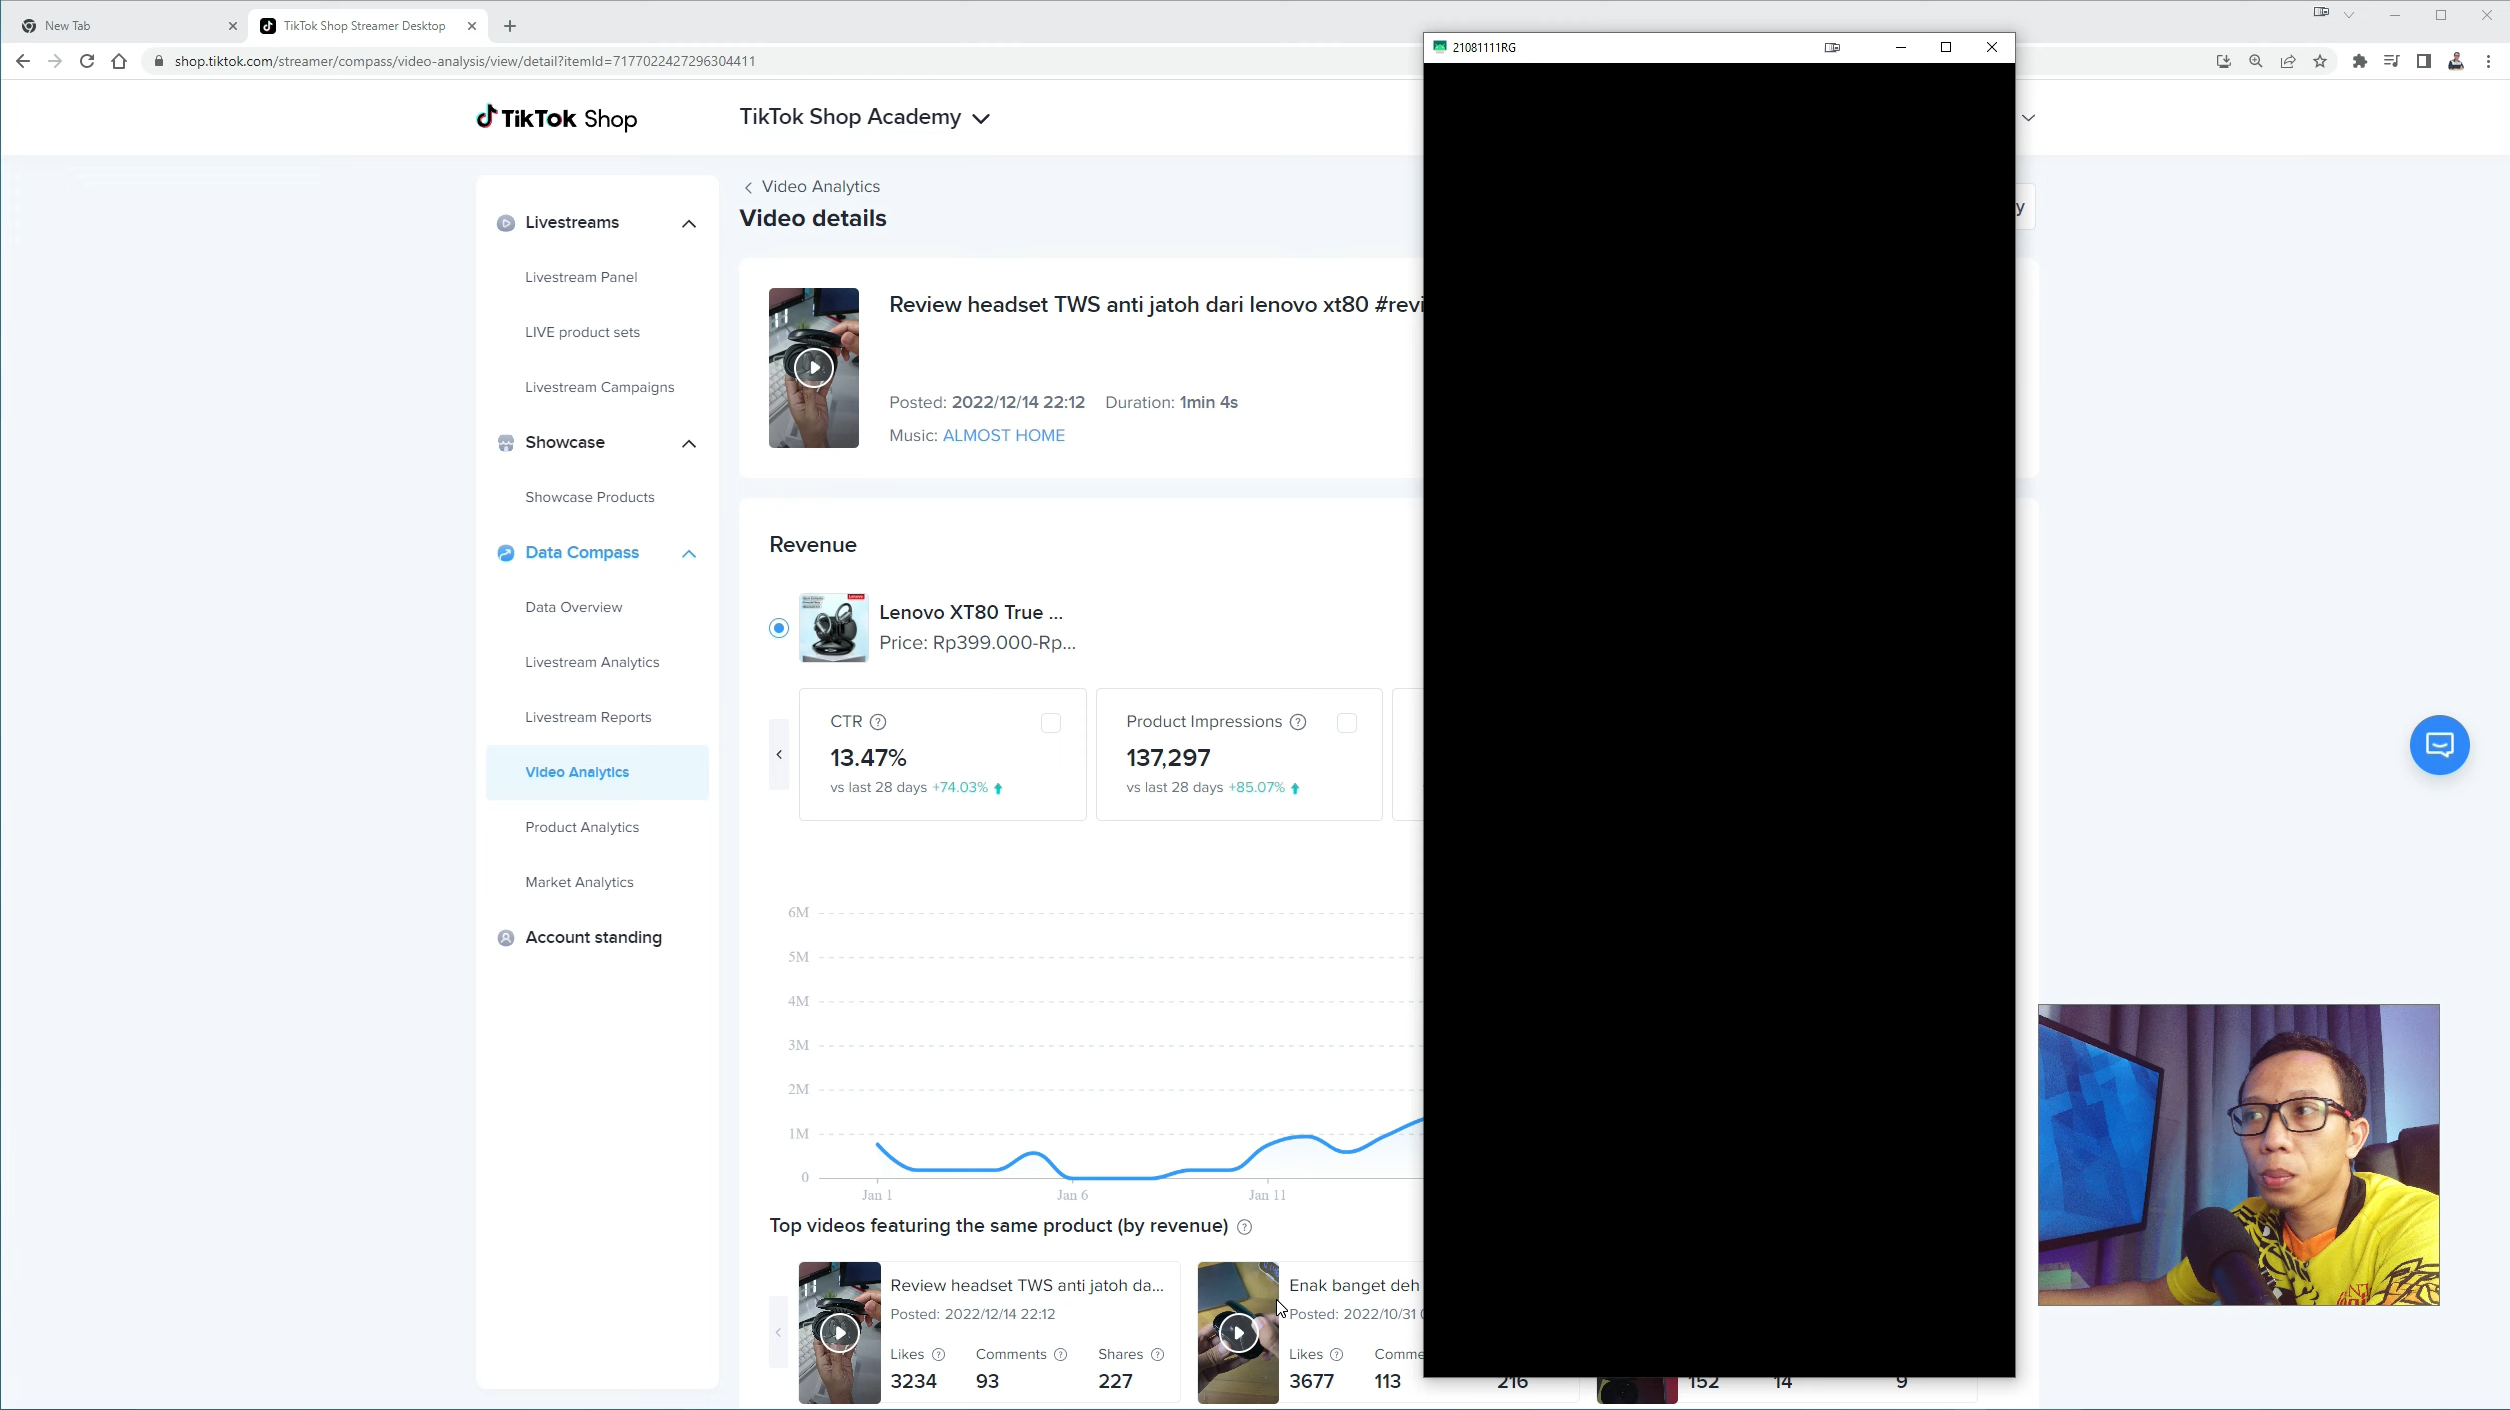 New Tab
TikTok Shop Streamer Desktop
shop.tiktok.com/streamer/compass/video-analysis/view/detail?itemId=7177022427296304411
21081111RG
TikTok Shop
TikTok Shop Academy
Livestreams
Livestream Panel
LIVE product sets
Livestream Campaigns
Showcase
Showcase Products
Data Compass
Data Overview
Livestream Analytics
Livestream Reports
Video Analytics
Product Analytics
Market Analytics
Account standing
Video Analytics
Video details
y
Review headset TWS anti jatoh dari lenovo xt80 #revi
Posted: 2022/12/14 22:12 Duration: 1min 4s
Music: ALMOST HOME
Revenue
Lenovo XT80 True ...
Price: Rp399.000-Rp...
CTR
13.47%
vs last 28 days +74.03%
Product Impressions
137,297
vs last 28 days +85.07%
6M
5M
4M
3M
2M
1M
0
Jan 1 Jan 6 Jan 11
Top videos featuring the same product (by revenue)
Review headset TWS anti jatoh da...
Posted: 2022/12/14 22:12
Likes Comments Shares
3234 93 227
Enak banget deh
Posted: 2022/10/31
Likes Comme
3677 113 216
152 14 9